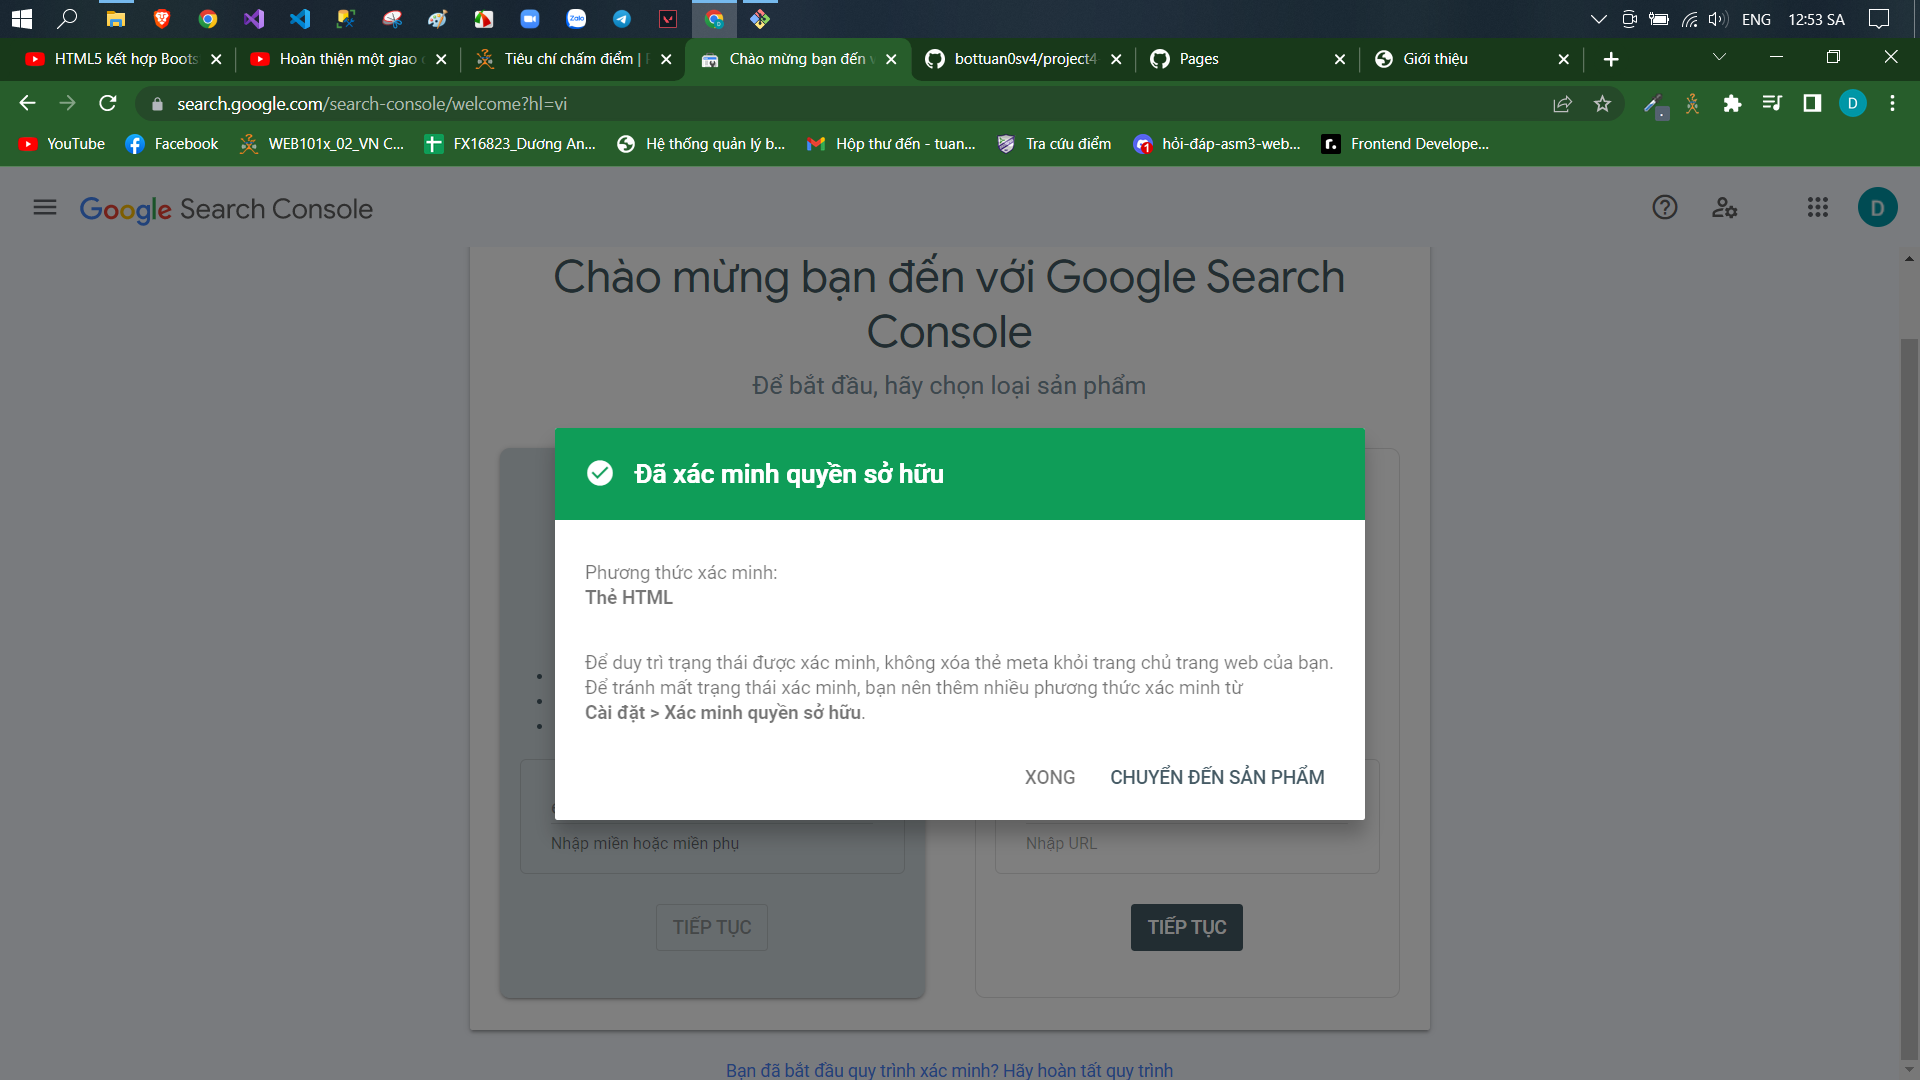 ENG
12:53 SA
HTML5 kết hợp Boots
Hoàn thiện một giao
Tiêu chí chấm điểm |
Chào mừng bạn đến v
bottuan0sv4/project4
Pages
Giới thiệu
search.google.com/search-console/welcome?hl=vi
D
YouTube
Facebook
WEB101x_02_VN C...
FX16823_Dương An...
Hệ thống quản lý b...
Hộp thư đến - tuan...
Tra cứu điểm
1
hỏi-đáp-asm3-web...
r.
Frontend Develope...
Google Search Console
D
Chào mừng bạn đến với Google Search
Console
Để bắt đầu, hãy chọn loại sản phẩm
Đã xác minh quyền sở hữu
Phương thức xác minh:
Thẻ HTML
Để duy trì trạng thái được xác minh, không xóa thẻ meta khỏi trang chủ trang web của bạn.
Để tránh mất trạng thái xác minh, bạn nên thêm nhiều phương thức xác minh từ
Cài đặt > Xác minh quyền sở hữu.
XONG
CHUYỂN ĐẾN SẢN PHẨM
Nhập miền hoặc miền phụ
Nhập URL
TIẾP TỤC
TIẾP TỤC
Bạn đã bắt đầu quy trình xác minh? Hãy hoàn tất quy trình